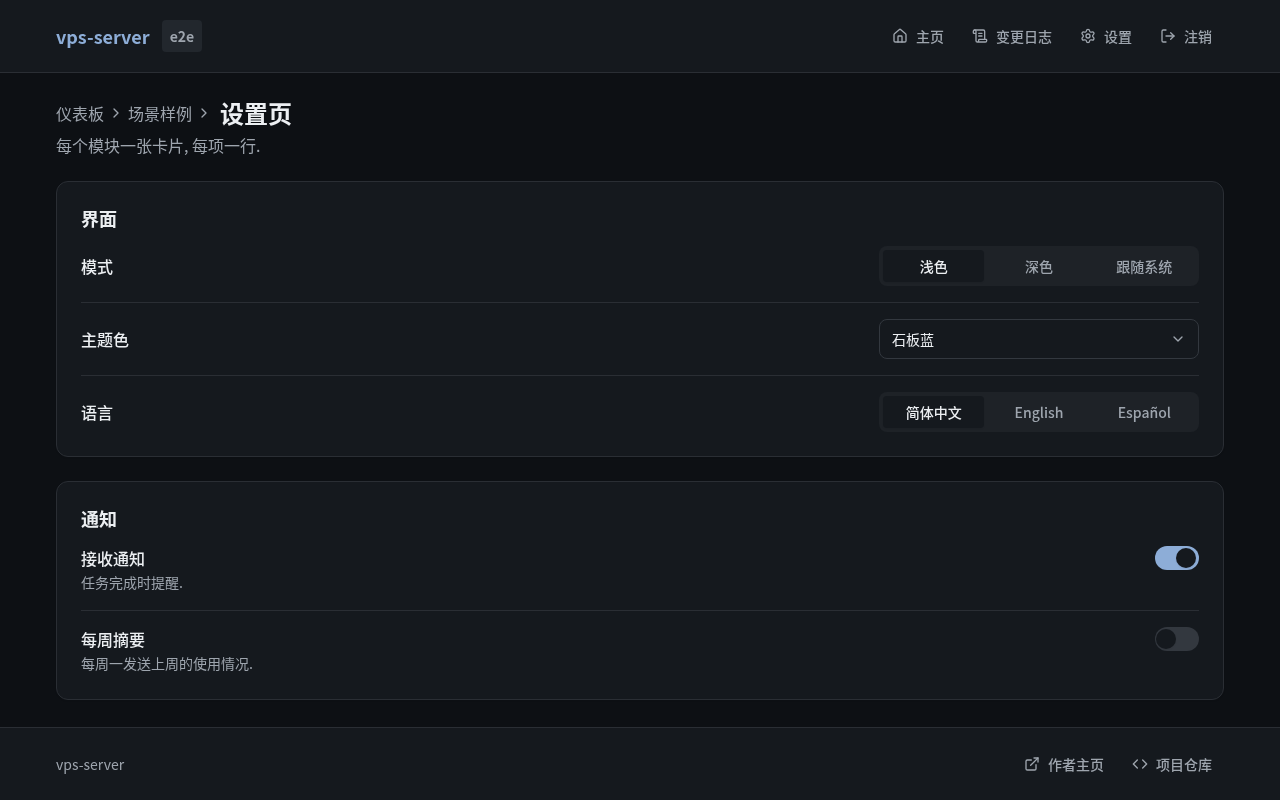 vps-server e2e 主页 变更日志 设置 注销
仪表板 场景样例 设置页
每个模块一张卡片, 每项一行.
界面
模式 浅色 深色 跟随系统
主题色 石板蓝
语言 简体中文 English Español
通知
接收通知
任务完成时提醒.
每周摘要
每周一发送上周的使用情况.
vps-server 作者主页 项目仓库